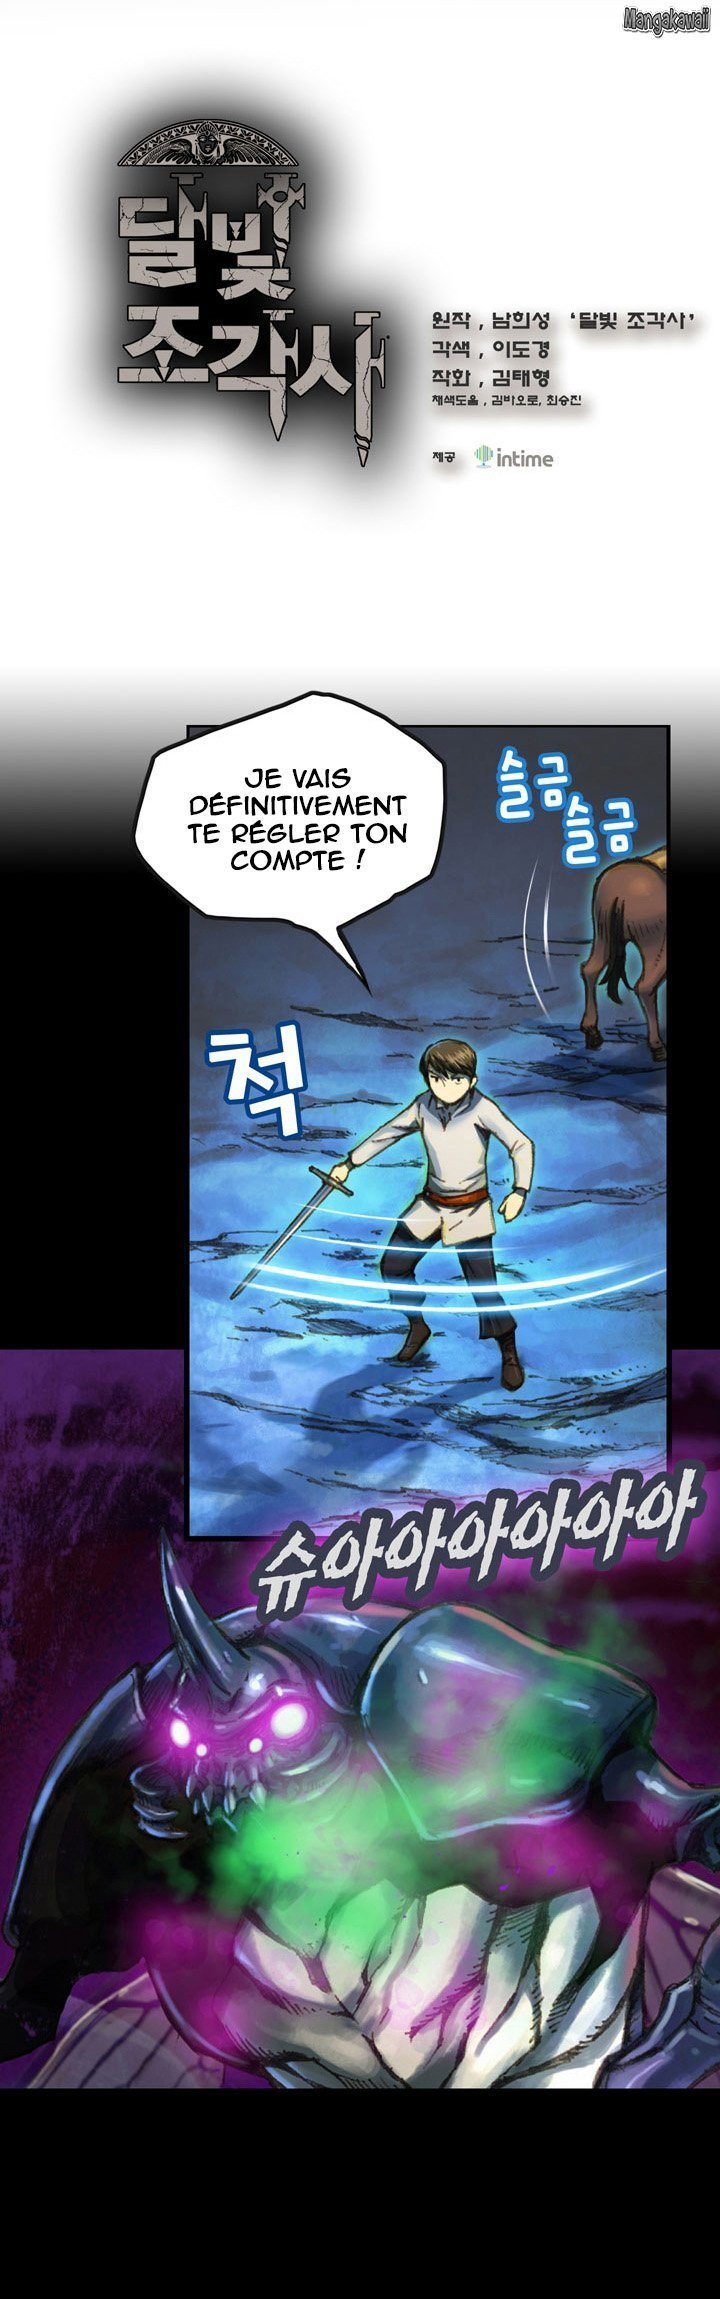 Mangakawaii
달빛
조각사
원작 , 남희성 '달빛 조각사'
각색 , 이도경
작화 , 김태형
채색도움 , 김바오로, 최승진
제공 intime
JE VAIS
DÉFINITIVEMENT
TE RÉGLER TON
COMPTE !
슬금
슬금
척
슈아아아아아아